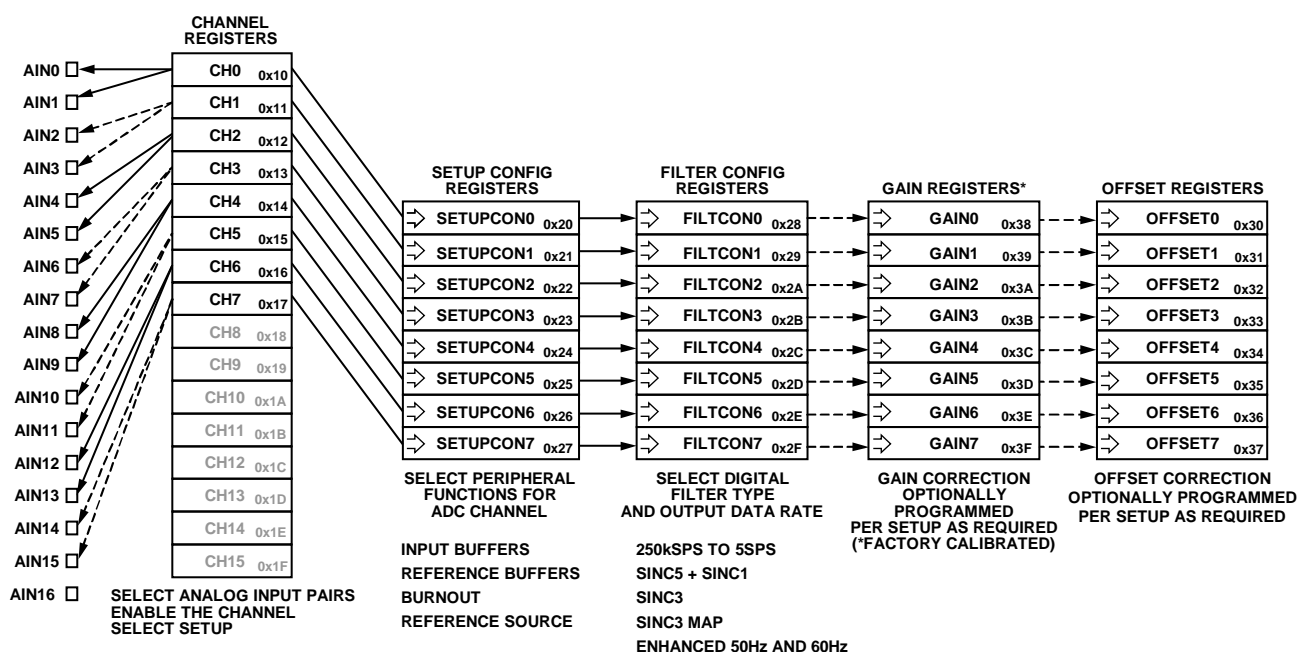 CHANNEL
REGISTERS
AIN0
AIN1
AIN2
AIN3
AIN4
AIN5
AIN6
AIN7
AIN8
AIN9
AIN10
AIN11
AIN12
AIN13
AIN14
AIN15
AIN16
CH0 0x10
CH1 0x11
CH2 0x12
CH3 0x13
CH4 0x14
CH5 0x15
CH6 0x16
CH7 0x17
CH8 0x18
CH9 0x19
CH10 0x1A
CH11 0x1B
CH12 0x1C
CH13 0x1D
CH14 0x1E
CH15 0x1F
SELECT ANALOG INPUT PAIRS
ENABLE THE CHANNEL
SELECT SETUP
SETUP CONFIG
REGISTERS
SETUPCON0 0x20
SETUPCON1 0x21
SETUPCON2 0x22
SETUPCON3 0x23
SETUPCON4 0x24
SETUPCON5 0x25
SETUPCON6 0x26
SETUPCON7 0x27
SELECT PERIPHERAL
FUNCTIONS FOR
ADC CHANNEL
INPUT BUFFERS
REFERENCE BUFFERS
BURNOUT
REFERENCE SOURCE
FILTER CONFIG
REGISTERS
FILTCON0 0x28
FILTCON1 0x29
FILTCON2 0x2A
FILTCON3 0x2B
FILTCON4 0x2C
FILTCON5 0x2D
FILTCON6 0x2E
FILTCON7 0x2F
SELECT DIGITAL
FILTER TYPE
AND OUTPUT DATA RATE
250kSPS TO 5SPS
SINC5 + SINC1
SINC3
SINC3 MAP
ENHANCED 50Hz AND 60Hz
GAIN REGISTERS*
GAIN0 0x38
GAIN1 0x39
GAIN2 0x3A
GAIN3 0x3B
GAIN4 0x3C
GAIN5 0x3D
GAIN6 0x3E
GAIN7 0x3F
GAIN CORRECTION
OPTIONALLY
PROGRAMMED
PER SETUP AS REQUIRED
(*FACTORY CALIBRATED)
OFFSET REGISTERS
OFFSET0 0x30
OFFSET1 0x31
OFFSET2 0x32
OFFSET3 0x33
OFFSET4 0x34
OFFSET5 0x35
OFFSET6 0x36
OFFSET7 0x37
OFFSET CORRECTION
OPTIONALLY PROGRAMMED
PER SETUP AS REQUIRED